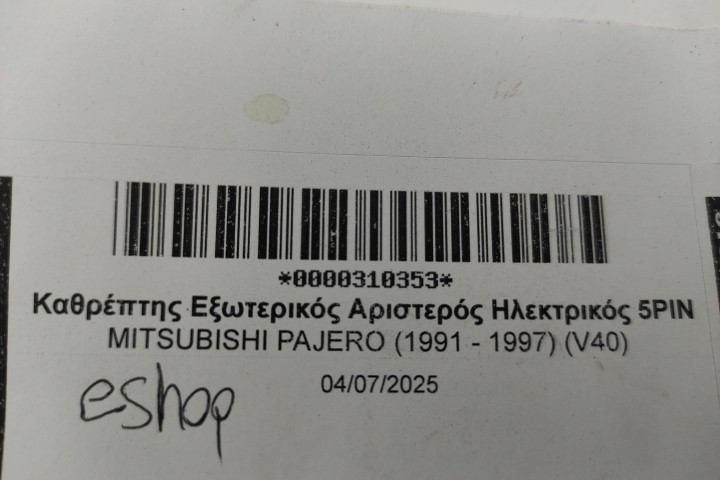 *0000310353*
Καθρέπτης Εξωτερικός Αριστερός Ηλεκτρικός 5PIN
MITSUBISHI PAJERO (1991 - 1997) (V40)
04/07/2025
eshop